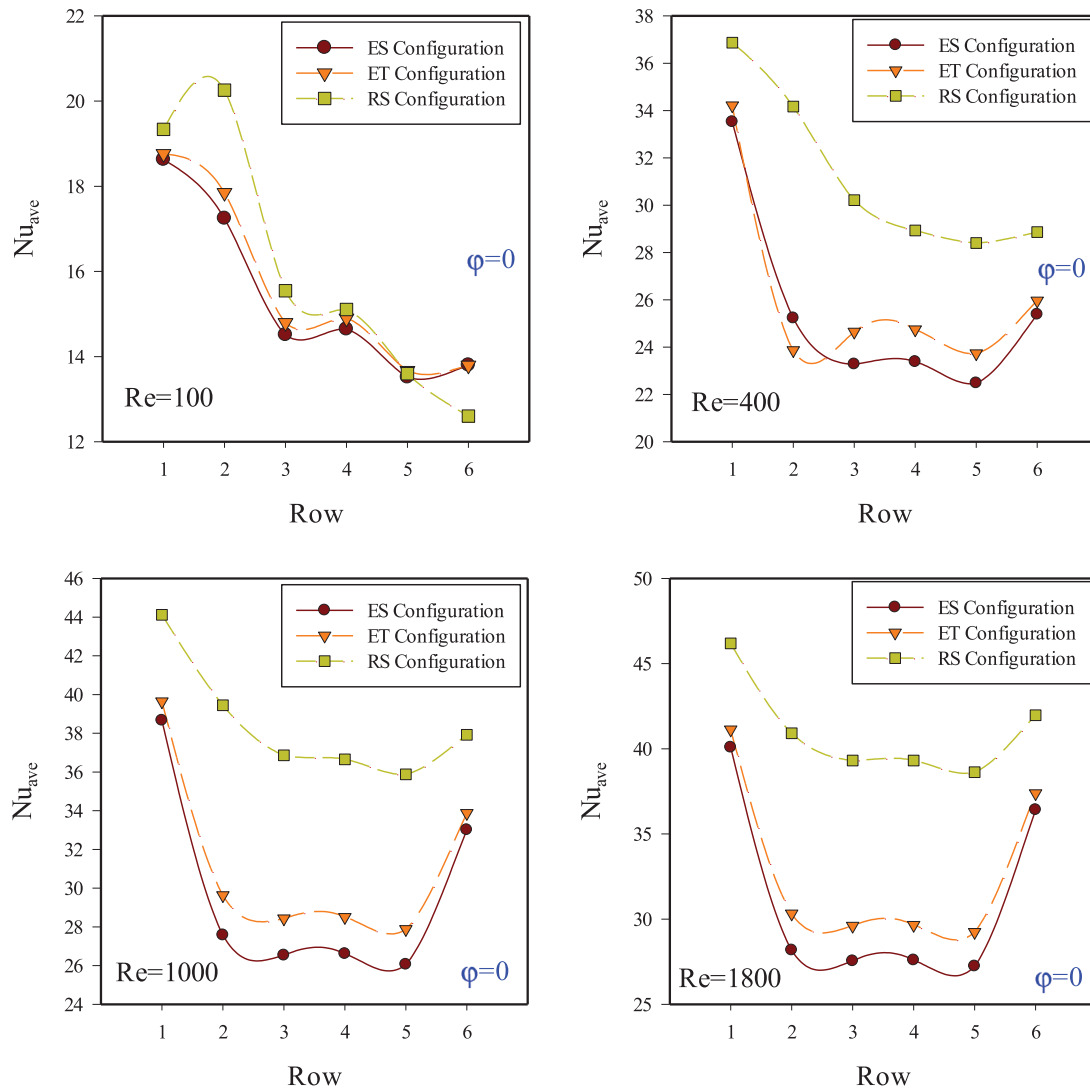 22
20
18
16
14
12
Nuave
ES Configuration
ET Configuration
RS Configuration
φ=0
Re=100
1 2 3 4 5 6
Row
38
36
34
32
30
28
26
24
22
20
Nuave
ES Configuration
ET Configuration
RS Configuration
φ=0
Re=400
1 2 3 4 5 6
Row
46
44
42
40
38
36
34
32
30
28
26
24
Nuave
ES Configuration
ET Configuration
RS Configuration
Re=1000
φ=0
1 2 3 4 5 6
Row
50
45
40
35
30
25
Nuave
ES Configuration
ET Configuration
RS Configuration
Re=1800
φ=0
1 2 3 4 5 6
Row